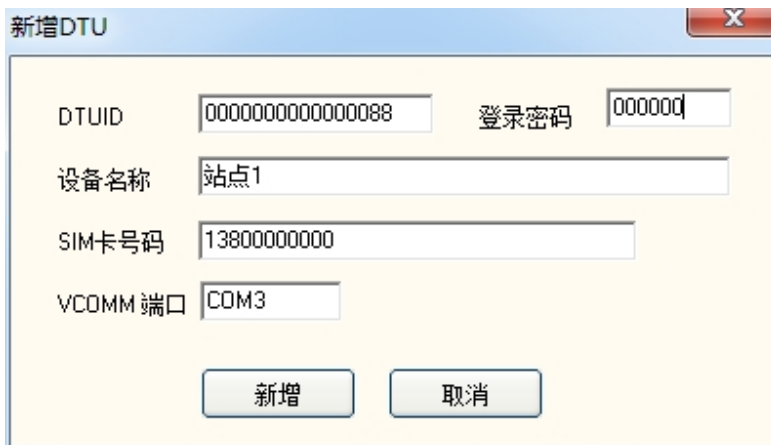 新增DTU
DTUID 0000000000000088 登录密码 000000
设备名称 站点1
SIM卡号码 13800000000
VCOMM 端口 COM3
新增 取消